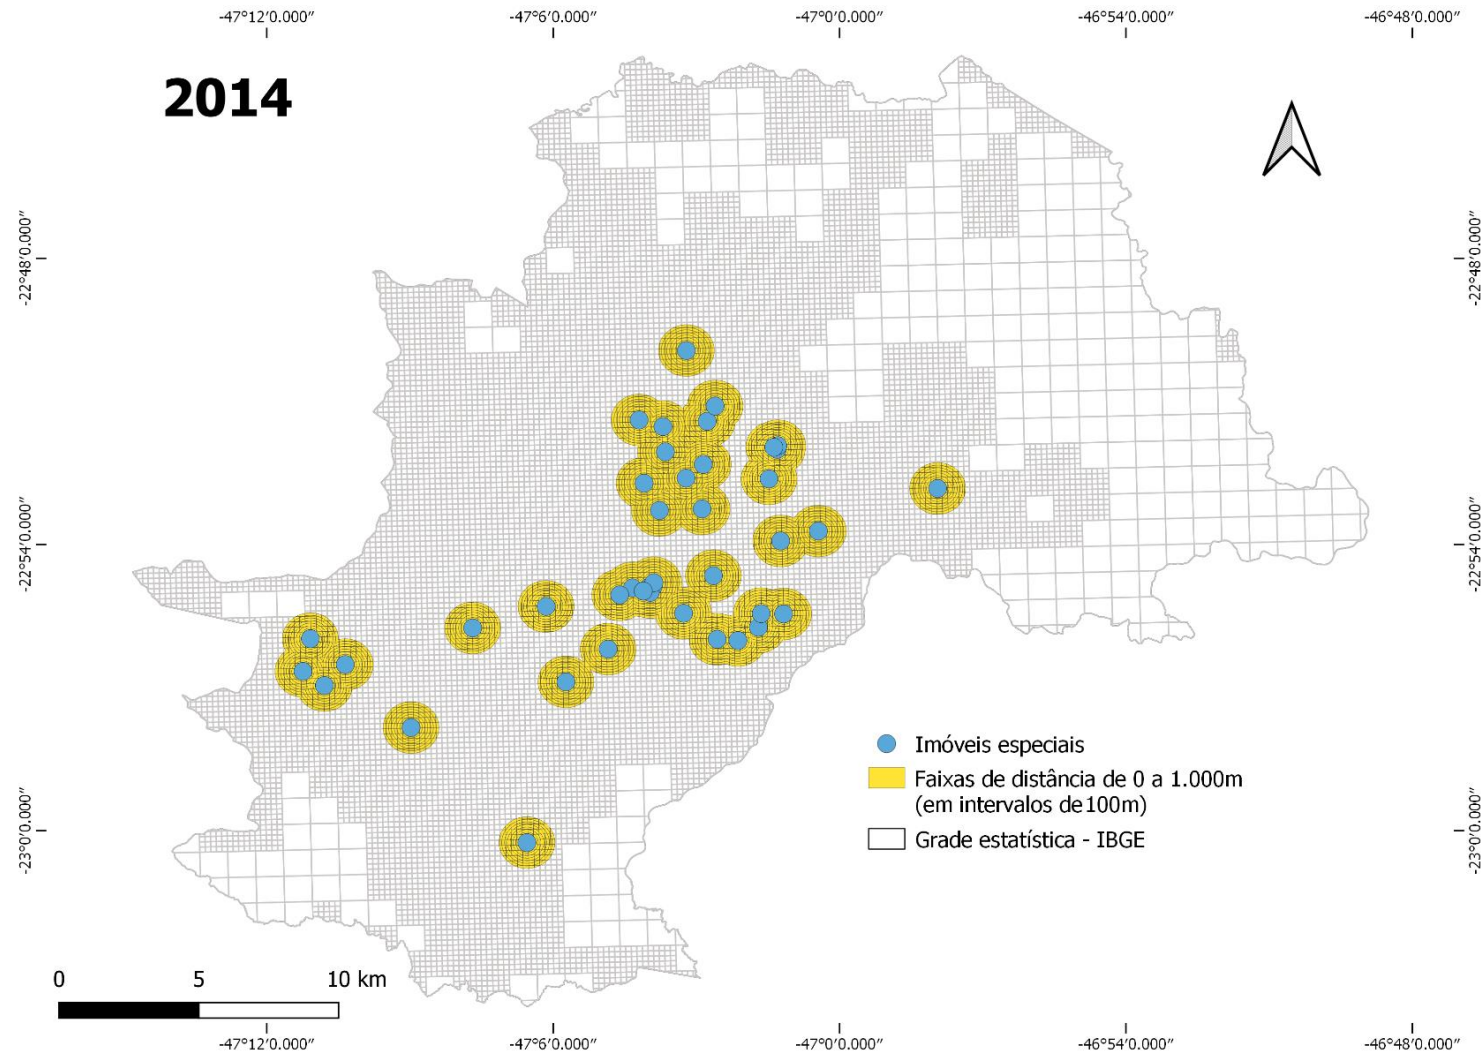 -47°12'0.000″ -47°6'0.000″ -47°0'0.000″ -46°54'0.000″ -46°48'0.000″
2014
-22°48'0.000″ -22°48'0.000″
-22°54'0.000″ -22°54'0.000″
Imóveis especiais
Faixas de distância de 0 a 1.000m
(em intervalos de 100m)
Grade estatística - IBGE
-23°0'0.000″ -23°0'0.000″
0 5 10 km
-47°12'0.000″ -47°6'0.000″ -47°0'0.000″ -46°54'0.000″ -46°48'0.000″